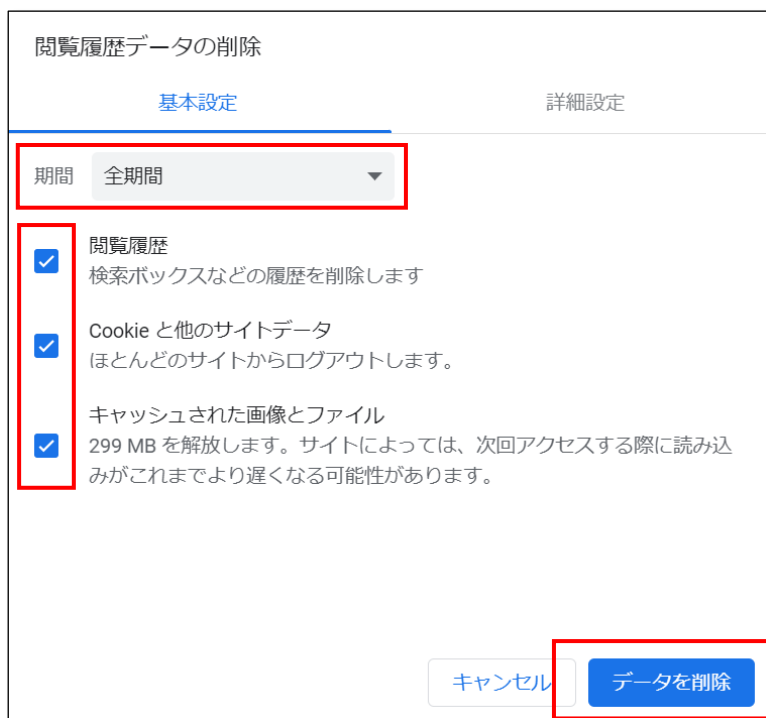 閲覧履歴データの削除
基本設定 詳細設定
期間 全期間
閲覧履歴
検索ボックスなどの履歴を削除します
Cookie と他のサイトデータ
ほとんどのサイトからログアウトします。
キャッシュされた画像とファイル
299 MB を解放します。サイトによっては、次回アクセスする際に読み込
みがこれまでより遅くなる可能性があります。
キャンセル データを削除